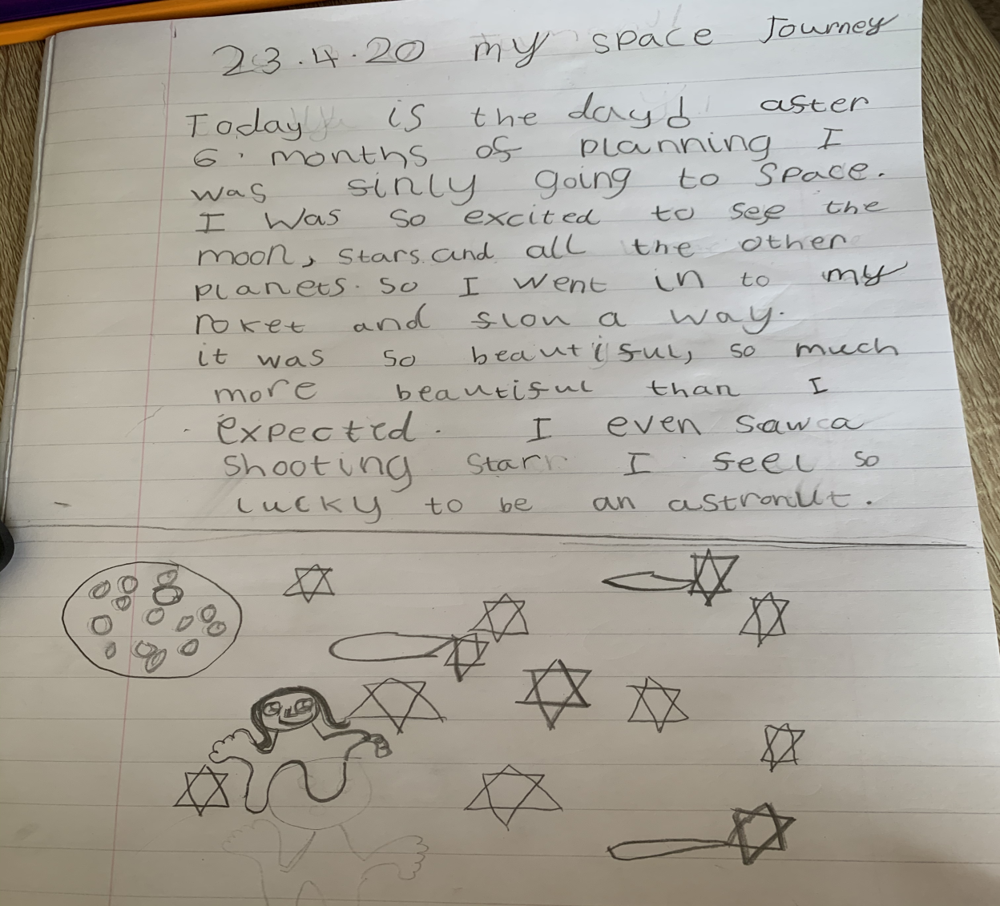 23.4.20 my space Journey
Today is the day! aster
6 months of planning I
was sinly going to space.
I was so excited to see the
moon, stars and all the other
planets. so I went in to my
roket and slon a way.
it was so beautisul, so much
more beautisul than I
expected. I even saw a
shooting star I seel so
lucky to be an astronut.